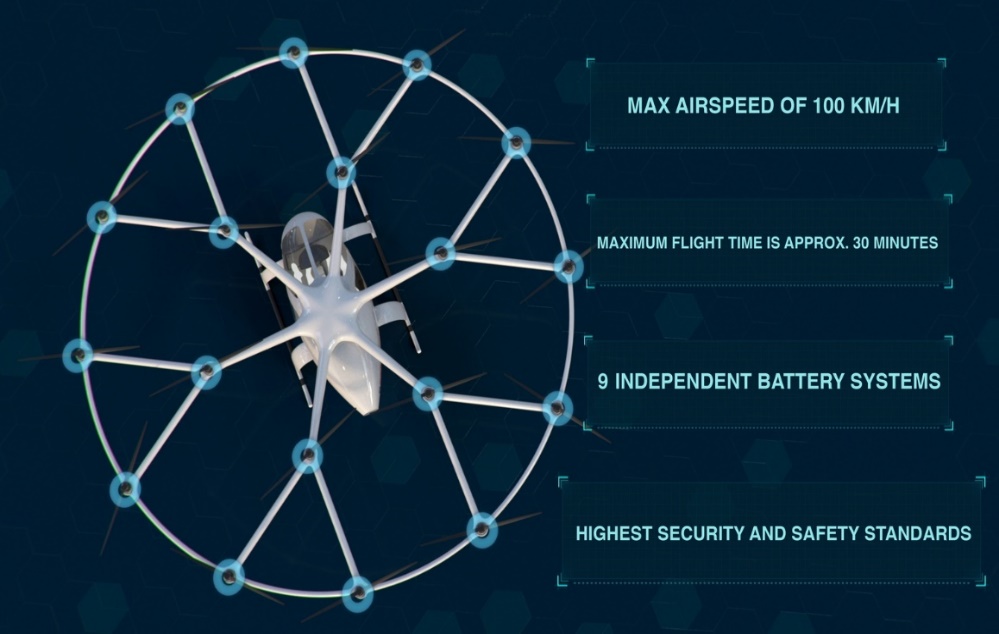 MAX AIRSPEED OF 100 KM/H
MAXIMUM FLIGHT TIME IS APPROX. 30 MINUTES
9 INDEPENDENT BATTERY SYSTEMS
HIGHEST SECURITY AND SAFETY STANDARDS